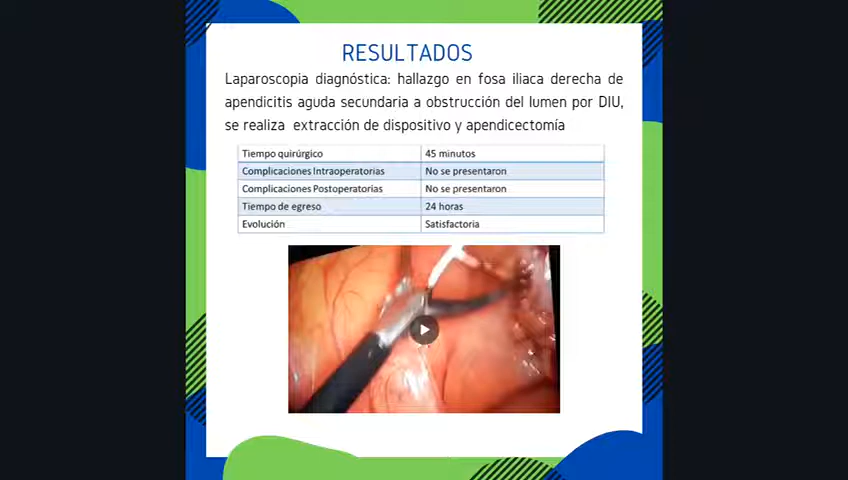 RESULTADOS
Laparoscopia diagnóstica: hallazgo en fosa iliaca derecha de
apendicitis aguda secundaria a obstrucción del lumen por DIU,
se realiza extracción de dispositivo y apendicectomía
Tiempo quirúrgico 45 minutos
Complicaciones Intraoperatorias No se presentaron
Complicaciones Postoperatorias No se presentaron
Tiempo de egreso 24 horas
Evolución Satisfactoria